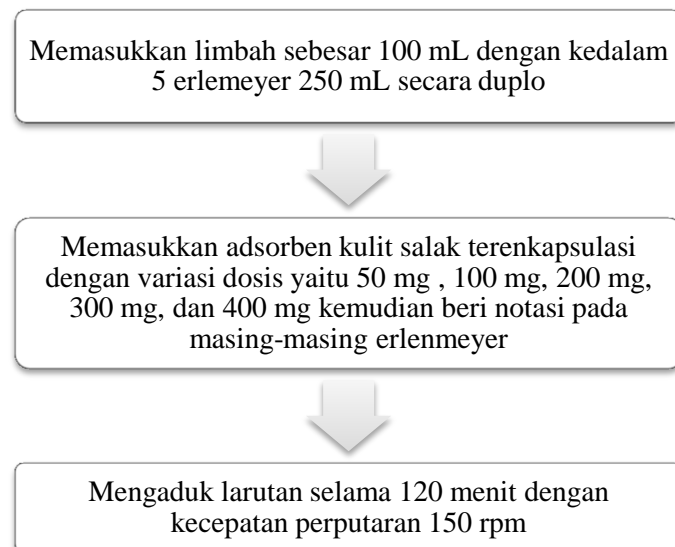 Memasukkan limbah sebesar 100 mL dengan kedalam
5 erlemeyer 250 mL secara duplo
Memasukkan adsorben kulit salak terenkapsulasi
dengan variasi dosis yaitu 50 mg , 100 mg, 200 mg,
300 mg, dan 400 mg kemudian beri notasi pada
masing-masing erlenmeyer
Mengaduk larutan selama 120 menit dengan
kecepatan perputaran 150 rpm